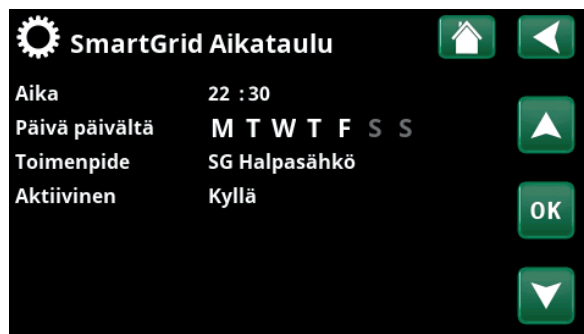 SmartGrid Aikataulu
Aika 22 :30
Päivä päivältä M T W T F S S
Toimenpide SG Halpasähkö
Aktiivinen Kyllä
OK